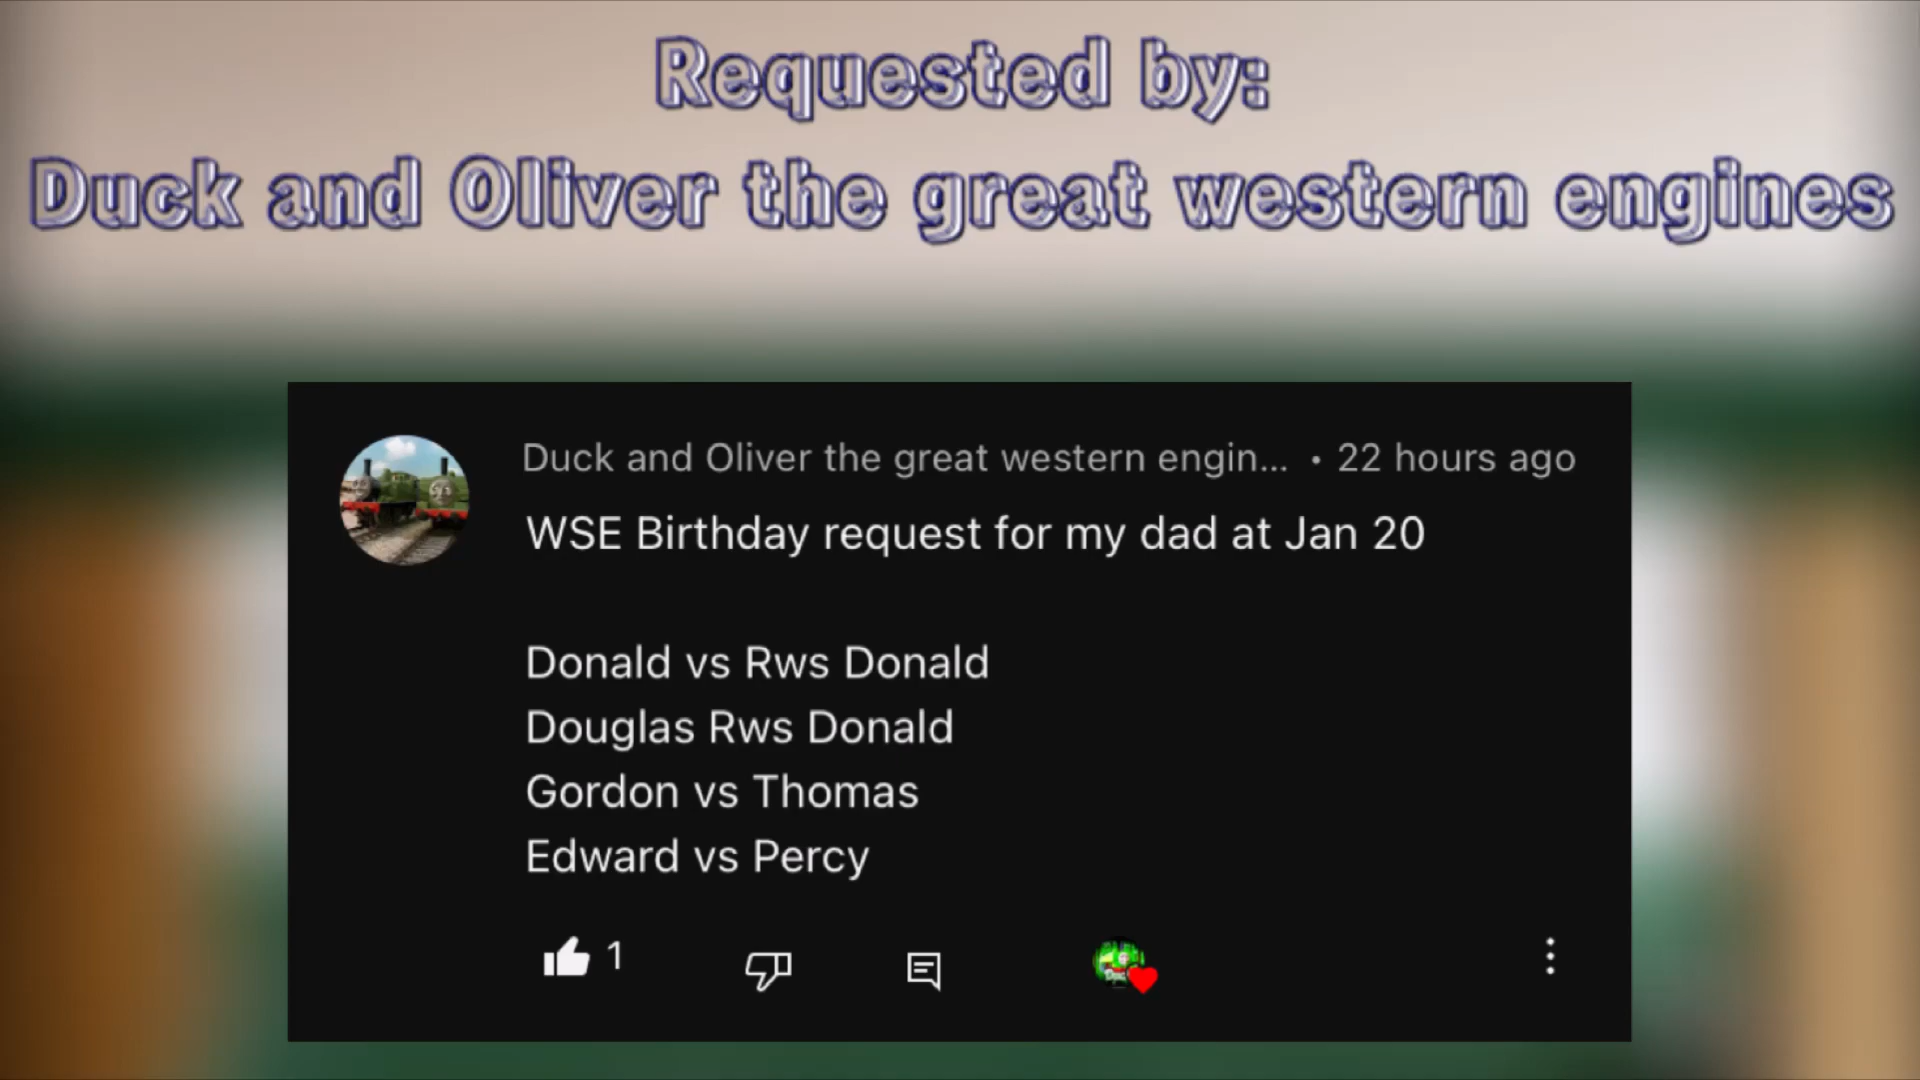 Requested by:
Duck and Oliver the great western engines
Duck and Oliver the great western engin... • 22 hours ago
WSE Birthday request for my dad at Jan 20
Donald vs Rws Donald
Douglas Rws Donald
Gordon vs Thomas
Edward vs Percy
1